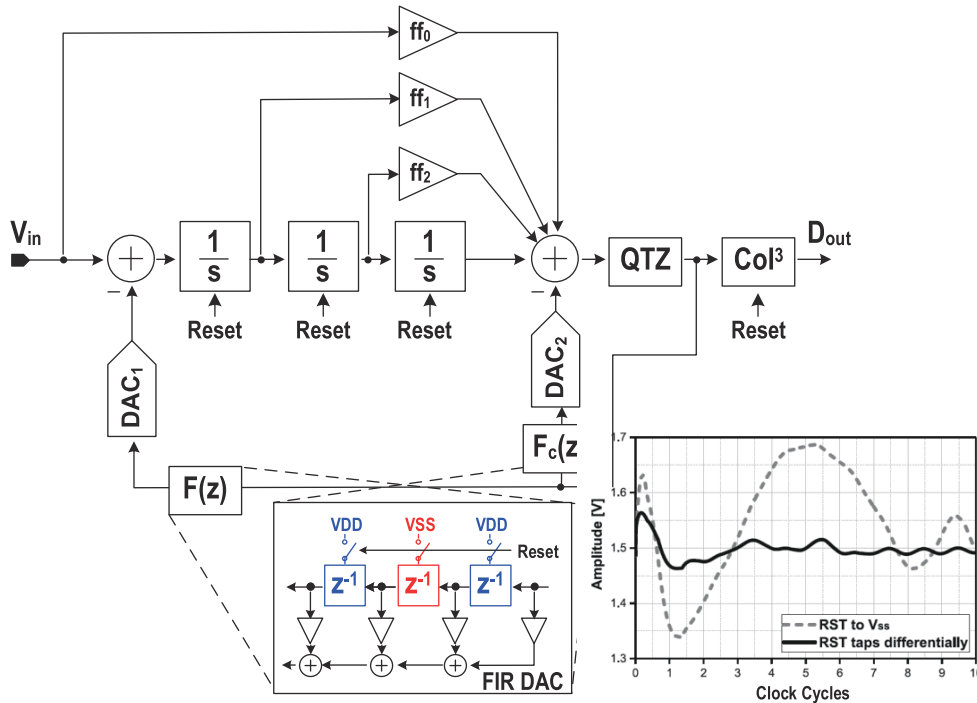 ff₀
ff₁
ff₂
Vin
+
−
1
s
1
s
1
s
+
−
QTZ
Col³
Dout
Reset
Reset
Reset
Reset
DAC₁
DAC₂
F(z)
Fc(z
VDD
VSS
VDD
Reset
z⁻¹
z⁻¹
z⁻¹
+
+
+
FIR DAC
Amplitude [V]
1.7
1.6
1.5
1.4
1.3
RST to Vss
RST taps differentially
0 1 2 3 4 5 6 7 8 9 10
Clock Cycles